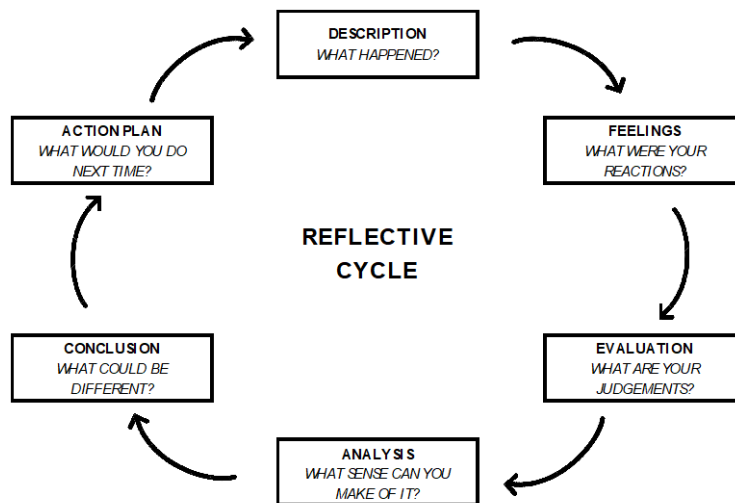 DESCRIPTION
WHAT HAPPENED?
FEELINGS
WHAT WERE YOUR
REACTIONS?
EVALUATION
WHAT ARE YOUR
JUDGEMENTS?
ANALYSIS
WHAT SENSE CAN YOU
MAKE OF IT?
CONCLUSION
WHAT COULD BE
DIFFERENT?
ACTION PLAN
WHAT WOULD YOU DO
NEXT TIME?
REFLECTIVE
CYCLE